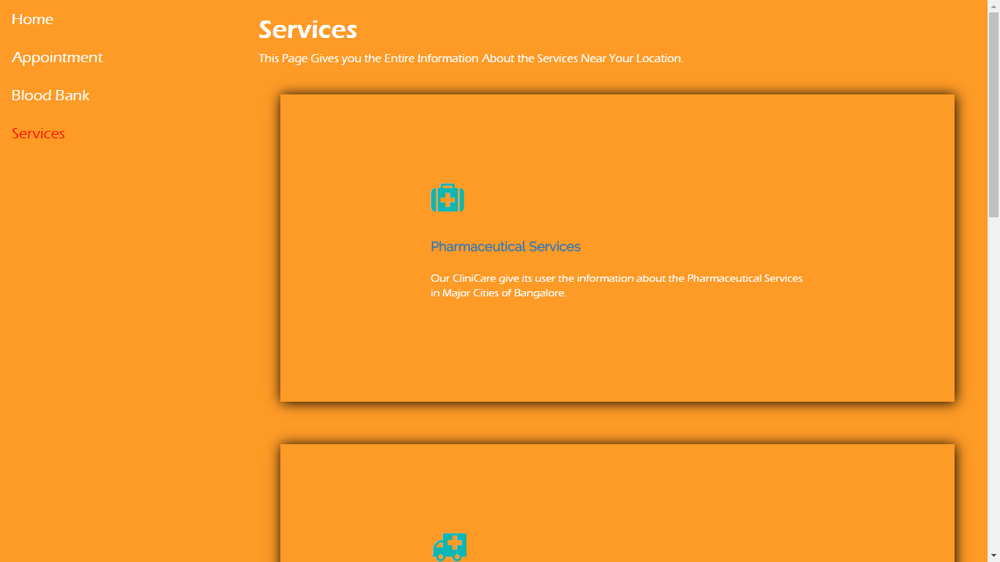 Home
Appointment
Blood Bank
Services
Services
This Page Gives you the Entire Information About the Services Near Your Location.
Pharmaceutical Services
Our CliniCare give its user the information about the Pharmaceutical Services
in Major Cities of Bangalore.